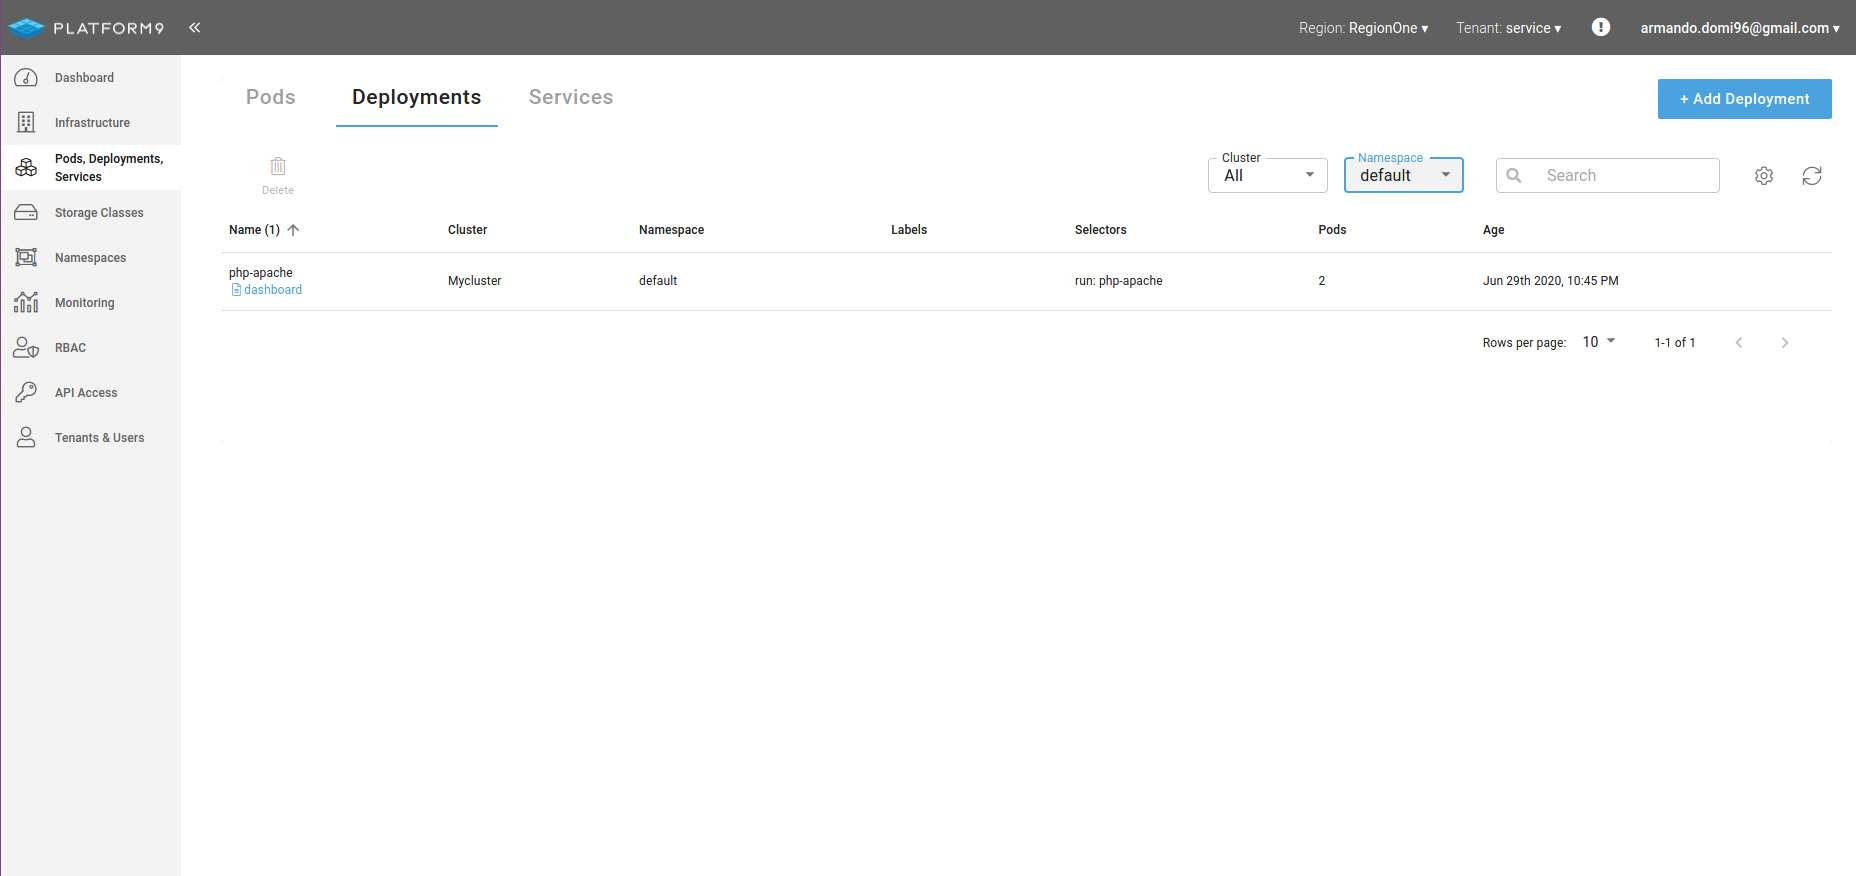 PLATFORM9 «
Region: RegionOne ▾ Tenant: service ▾ armando.domi96@gmail.com ▾
Dashboard
Infrastructure
Pods, Deployments,
Services
Storage Classes
Namespaces
Monitoring
RBAC
API Access
Tenants & Users
Pods Deployments Services
+ Add Deployment
Delete
Cluster
All
Namespace
default
Search
Name (1) Cluster Namespace Labels Selectors Pods Age
php-apache
dashboard
Mycluster default run: php-apache 2 Jun 29th 2020, 10:45 PM
Rows per page: 10 1-1 of 1